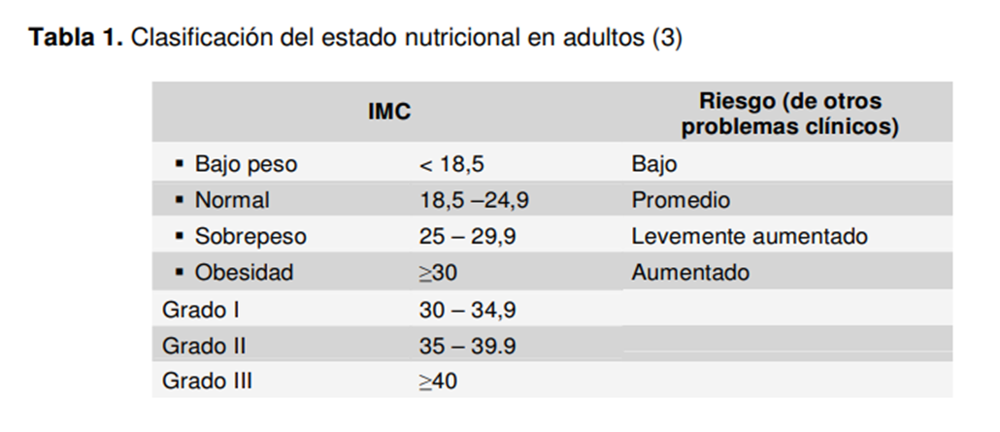 Tabla 1. Clasificación del estado nutricional en adultos (3)
IMC Riesgo (de otros
problemas clínicos)
▪ Bajo peso < 18,5 Bajo
▪ Normal 18,5 –24,9 Promedio
▪ Sobrepeso 25 – 29,9 Levemente aumentado
▪ Obesidad ≥30 Aumentado
Grado I 30 – 34,9
Grado II 35 – 39.9
Grado III ≥40